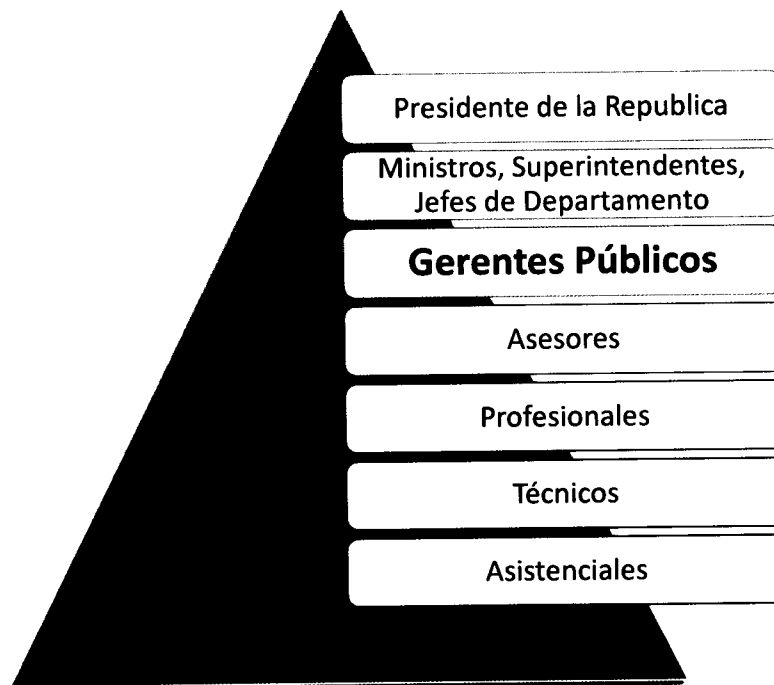 Presidente de la Republica
Ministros, Superintendentes,
Jefes de Departamento
Gerentes Públicos
Asesores
Profesionales
Técnicos
Asistenciales